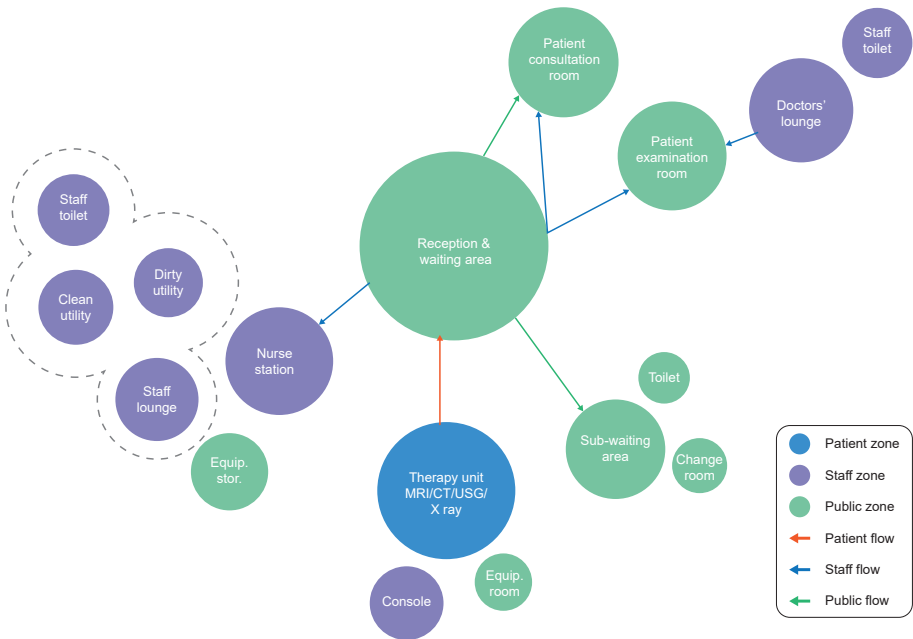 Patient
consultation
room
Staff
toilet
Doctors'
lounge
Patient
examination
room
Staff
toilet
Reception &
waiting area
Dirty
utility
Clean
utility
Nurse
station
Staff
lounge
Toilet
Sub-waiting
area
Change
room
Equip.
stor.
Therapy unit
MRI/CT/USG/
X ray
Equip.
room
Console
Patient zone
Staff zone
Public zone
Patient flow
Staff flow
Public flow